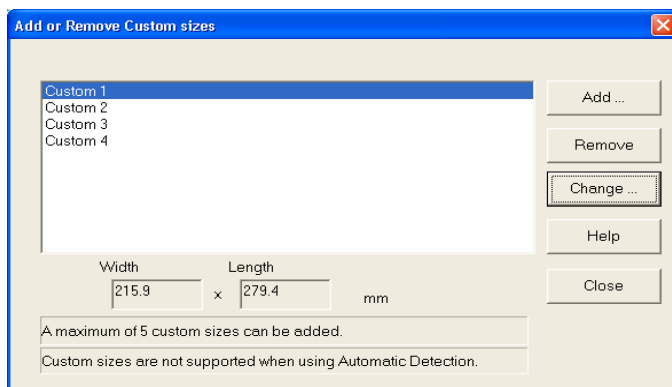 Add or Remove Custom sizes
Custom 1
Custom 2
Custom 3
Custom 4
Add ...
Remove
Change ...
Help
Close
Width Length
215.9 x 279.4 mm
A maximum of 5 custom sizes can be added.
Custom sizes are not supported when using Automatic Detection.